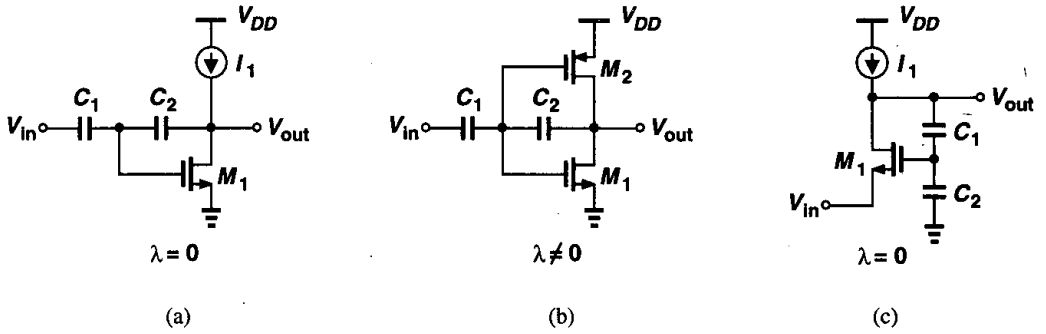 V_DD V_DD V_DD
I_1 M_2 I_1
C_1 C_2 C_1 C_2 V_out
V_in V_out V_in V_out C_1
M_1 M_1 M_1
C_2
V_in
λ = 0 λ ≠ 0 λ = 0
(a) (b) (c)